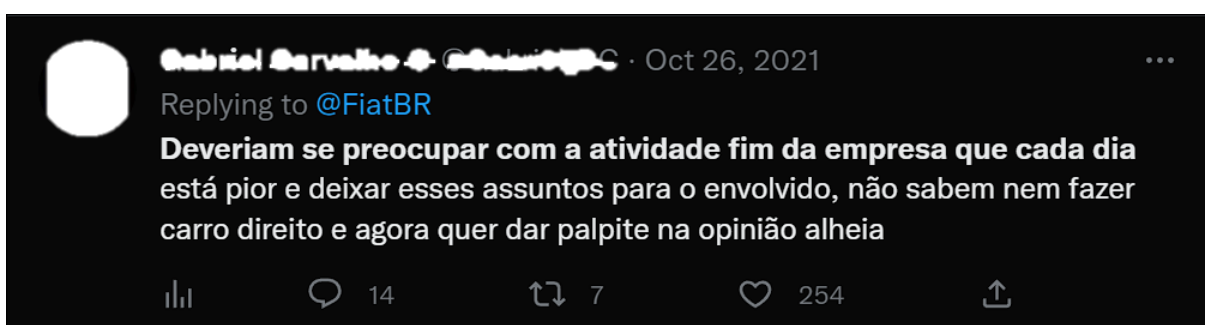 · Oct 26, 2021
Replying to @FiatBR
Deveriam se preocupar com a atividade fim da empresa que cada dia
está pior e deixar esses assuntos para o envolvido, não sabem nem fazer
carro direito e agora quer dar palpite na opinião alheia
14 7 254